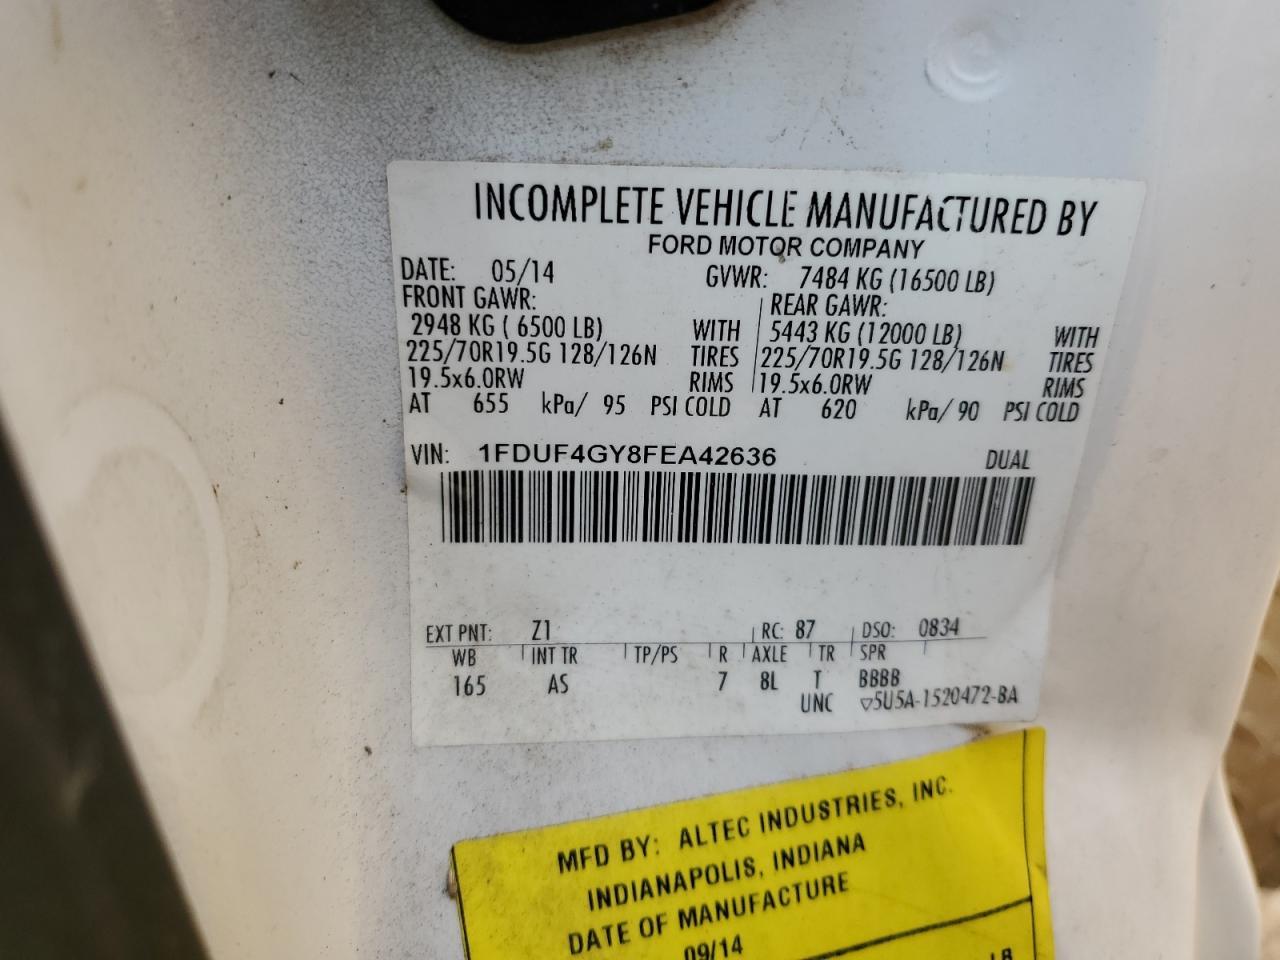 INCOMPLETE VEHICLE MANUFACTURED BY
FORD MOTOR COMPANY
DATE: 05/14 GVWR: 7484 KG (16500 LB)
FRONT GAWR: REAR GAWR:
2948 KG ( 6500 LB) WITH 5443 KG (12000 LB) WITH
225/70R19.5G 128/126N TIRES 225/70R19.5G 128/126N TIRES
19.5x6.0RW RIMS 19.5x6.0RW RIMS
AT 655 kPa/ 95 PSI COLD AT 620 kPa/ 90 PSI COLD
VIN: 1FDUF4GY8FEA42636 DUAL
EXT PNT: Z1 RC: 87 DSO: 0834
WB INT TR TP/PS R AXLE TR SPR
165 AS 7 8L T BBBB
UNC ▽5U5A-1520472-BA
MFD BY: ALTEC INDUSTRIES, INC.
INDIANAPOLIS, INDIANA
DATE OF MANUFACTURE
09/14
LB